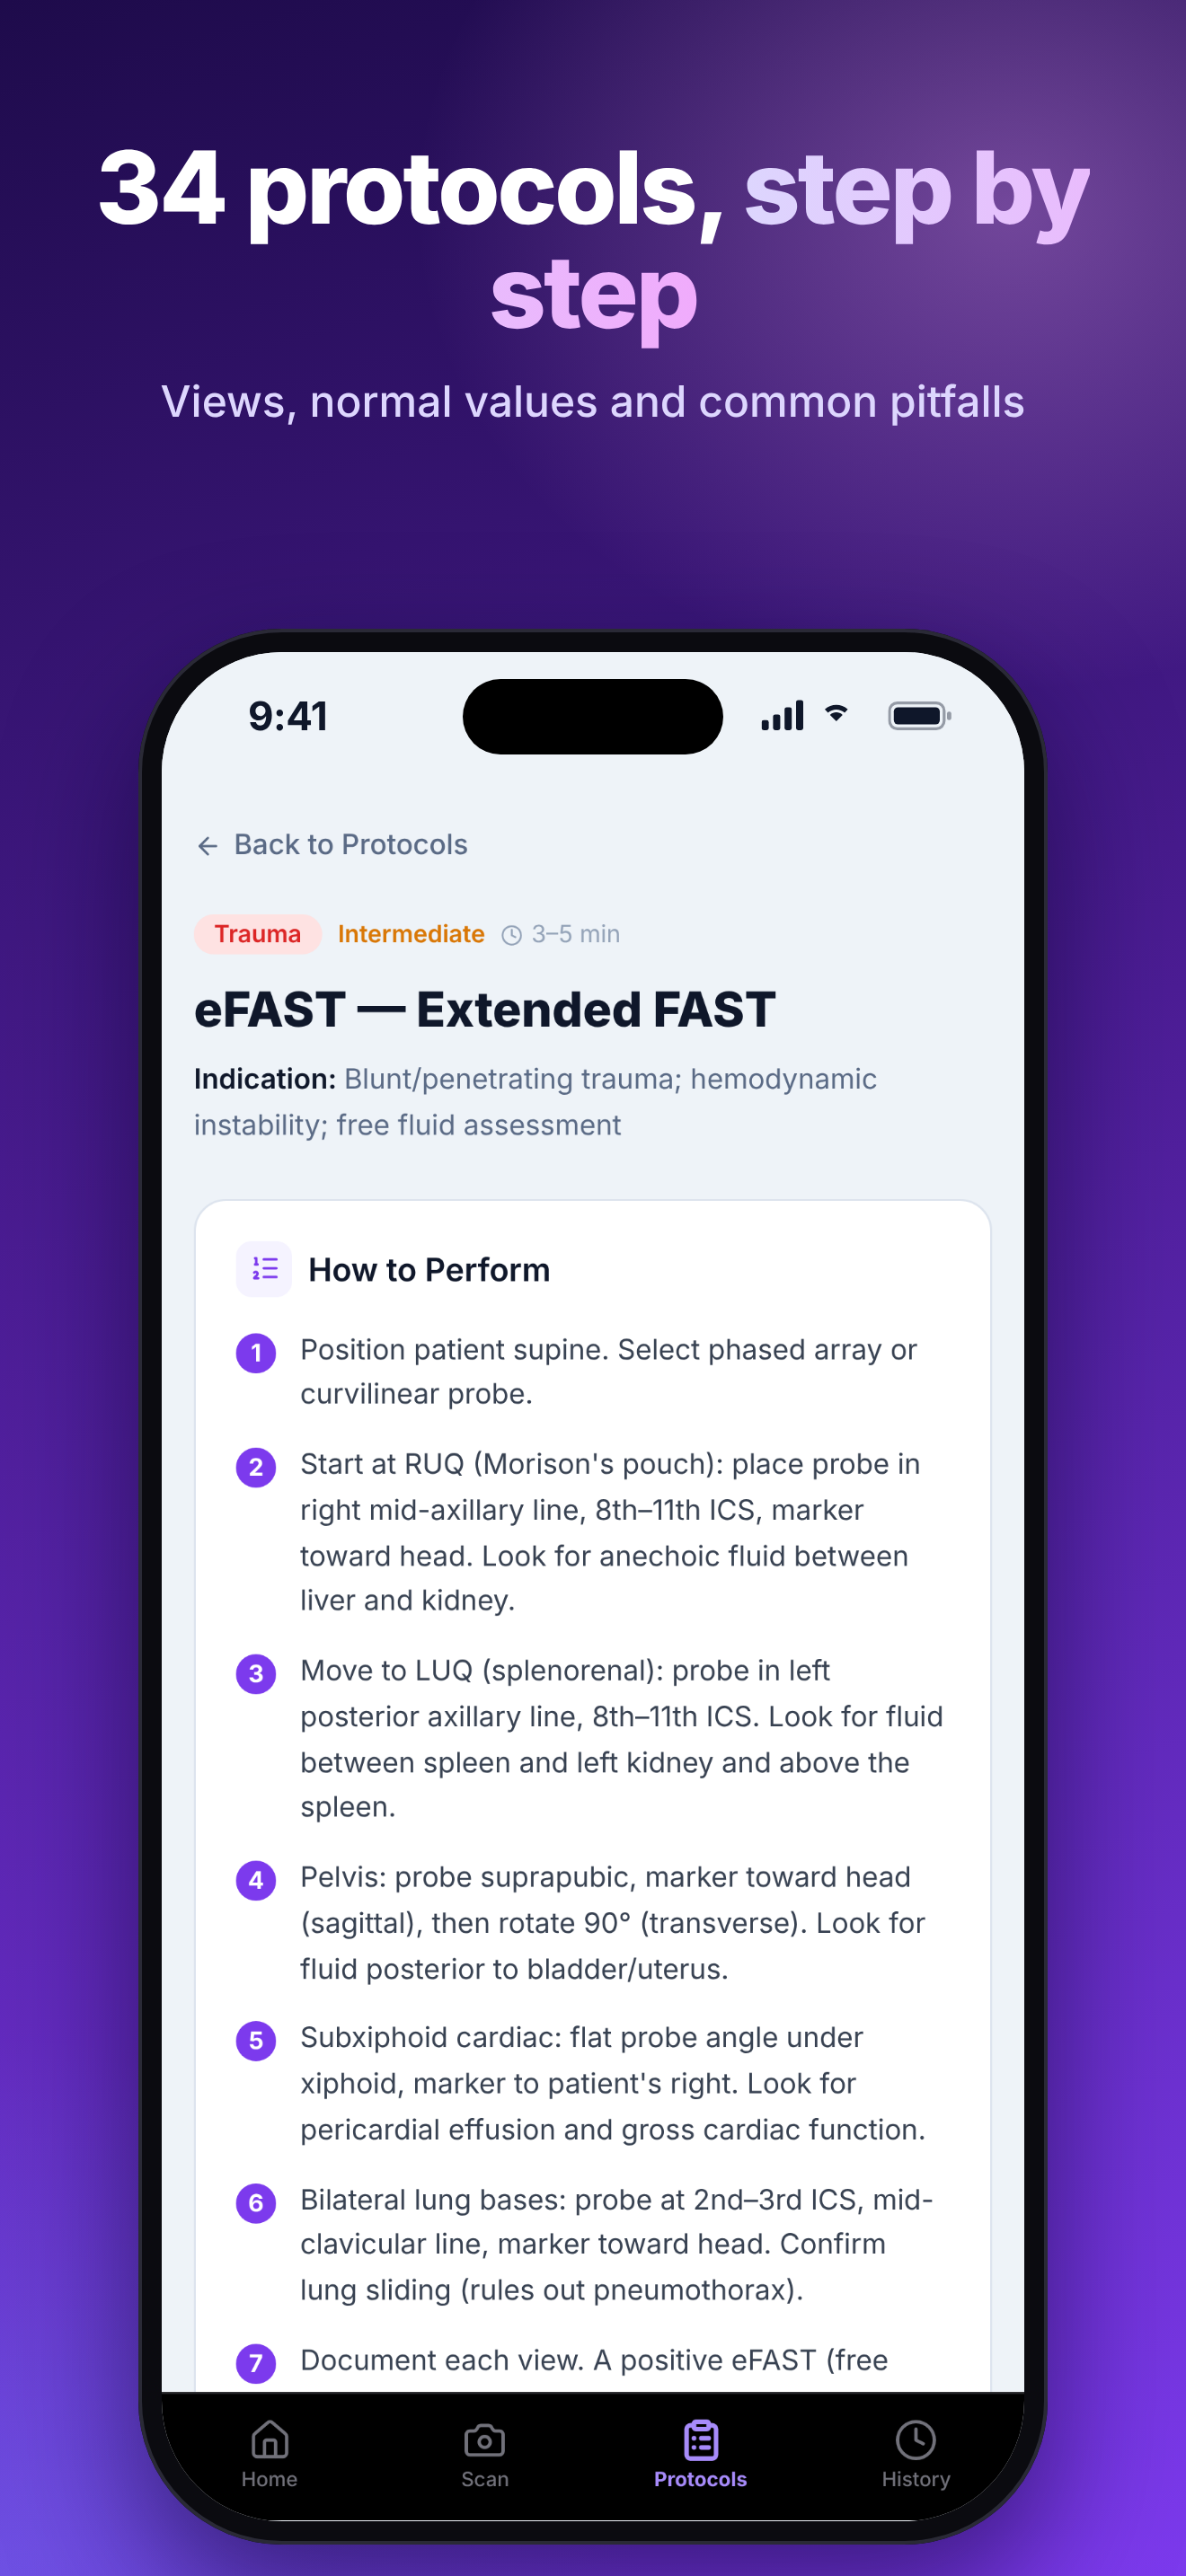 34 protocols, step by
step
Views, normal values and common pitfalls
9:41
← Back to Protocols
Trauma Intermediate 3–5 min
eFAST — Extended FAST
Indication: Blunt/penetrating trauma; hemodynamic
instability; free fluid assessment
How to Perform
1 Position patient supine. Select phased array or
curvilinear probe.
2 Start at RUQ (Morison's pouch): place probe in
right mid-axillary line, 8th–11th ICS, marker
toward head. Look for anechoic fluid between
liver and kidney.
3 Move to LUQ (splenorenal): probe in left
posterior axillary line, 8th–11th ICS. Look for fluid
between spleen and left kidney and above the
spleen.
4 Pelvis: probe suprapubic, marker toward head
(sagittal), then rotate 90° (transverse). Look for
fluid posterior to bladder/uterus.
5 Subxiphoid cardiac: flat probe angle under
xiphoid, marker to patient's right. Look for
pericardial effusion and gross cardiac function.
6 Bilateral lung bases: probe at 2nd–3rd ICS, mid-
clavicular line, marker toward head. Confirm
lung sliding (rules out pneumothorax).
7 Document each view. A positive eFAST (free
Home Scan Protocols History